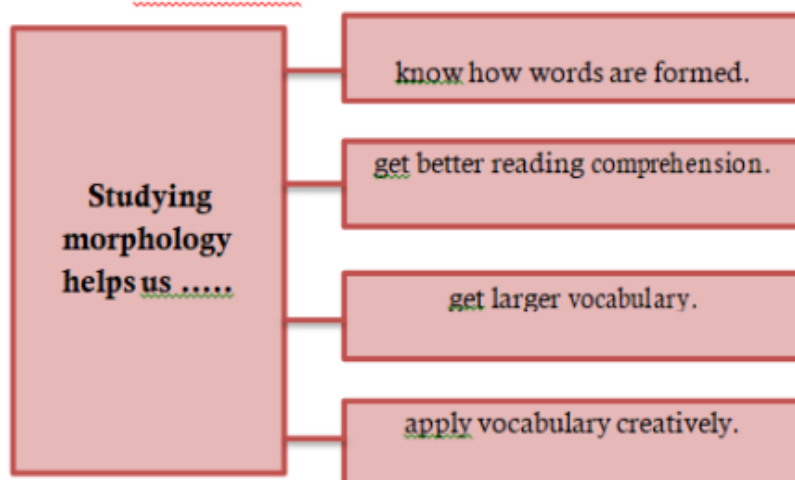 Studying
morphology
helps us .....
know how words are formed.
get better reading comprehension.
get larger vocabulary.
apply vocabulary creatively.